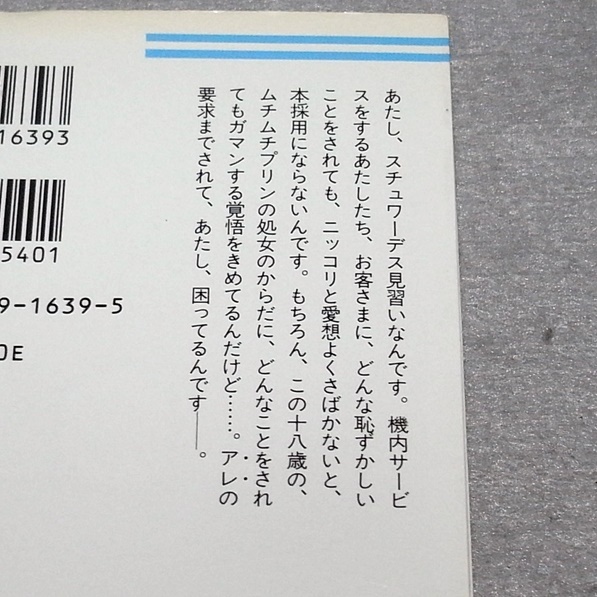 あたし、スチュワーデス見習いなんです。機内サービ
スをするあたしたち、お客さまに、どんな恥ずかしい
ことをされても、ニッコリと愛想よくさばかないと、
本採用にならないんです。もちろん、この十八歳の、
ムチムチプリンの処女のからだに、どんなことをされ
てもガマンする覚悟をきめてるんだけど……。アレの
要求までされて、あたし、困ってるんです――。
16393
5401
9-1639-5
0E